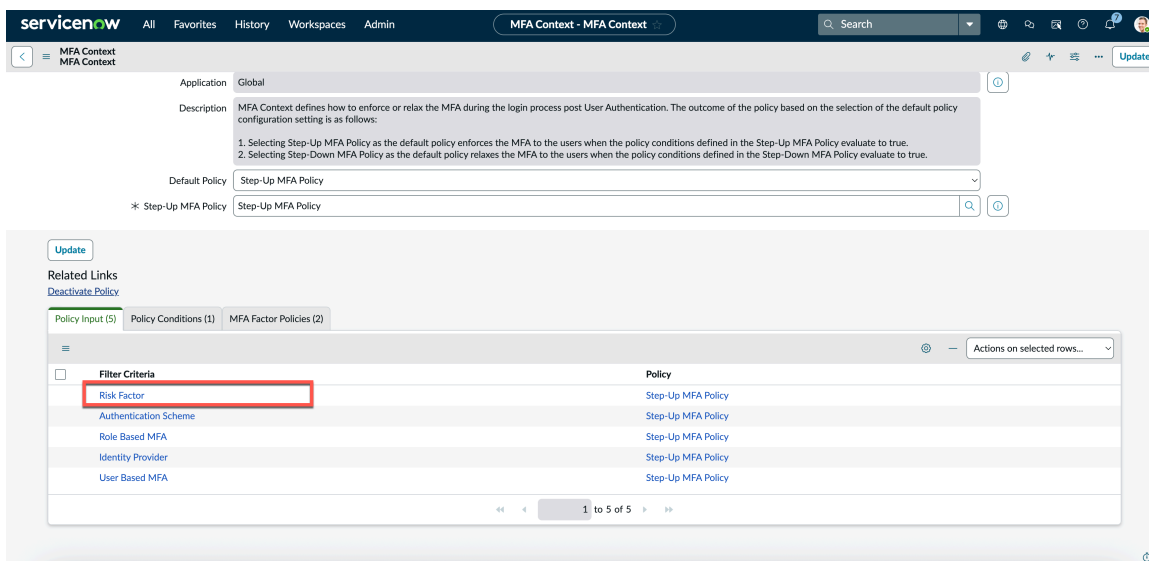 servicenow All Favorites History Workspaces Admin MFA Context - MFA Context Search 7
MFA Context
MFA Context
Update
Application Global
Description MFA Context defines how to enforce or relax the MFA during the login process post User Authentication. The outcome of the policy based on the selection of the default policy
configuration setting is as follows:
1. Selecting Step-Up MFA Policy as the default policy enforces the MFA to the users when the policy conditions defined in the Step-Up MFA Policy evaluate to true.
2. Selecting Step-Down MFA Policy as the default policy relaxes the MFA to the users when the policy conditions defined in the Step-Down MFA Policy evaluate to true.
Default Policy Step-Up MFA Policy
Step-Up MFA Policy Step-Up MFA Policy
Update
Related Links
Deactivate Policy
Policy Input (5) Policy Conditions (1) MFA Factor Policies (2)
Actions on selected rows...
Filter Criteria Policy
Risk Factor Step-Up MFA Policy
Authentication Scheme Step-Up MFA Policy
Role Based MFA Step-Up MFA Policy
Identity Provider Step-Up MFA Policy
User Based MFA Step-Up MFA Policy
1 to 5 of 5